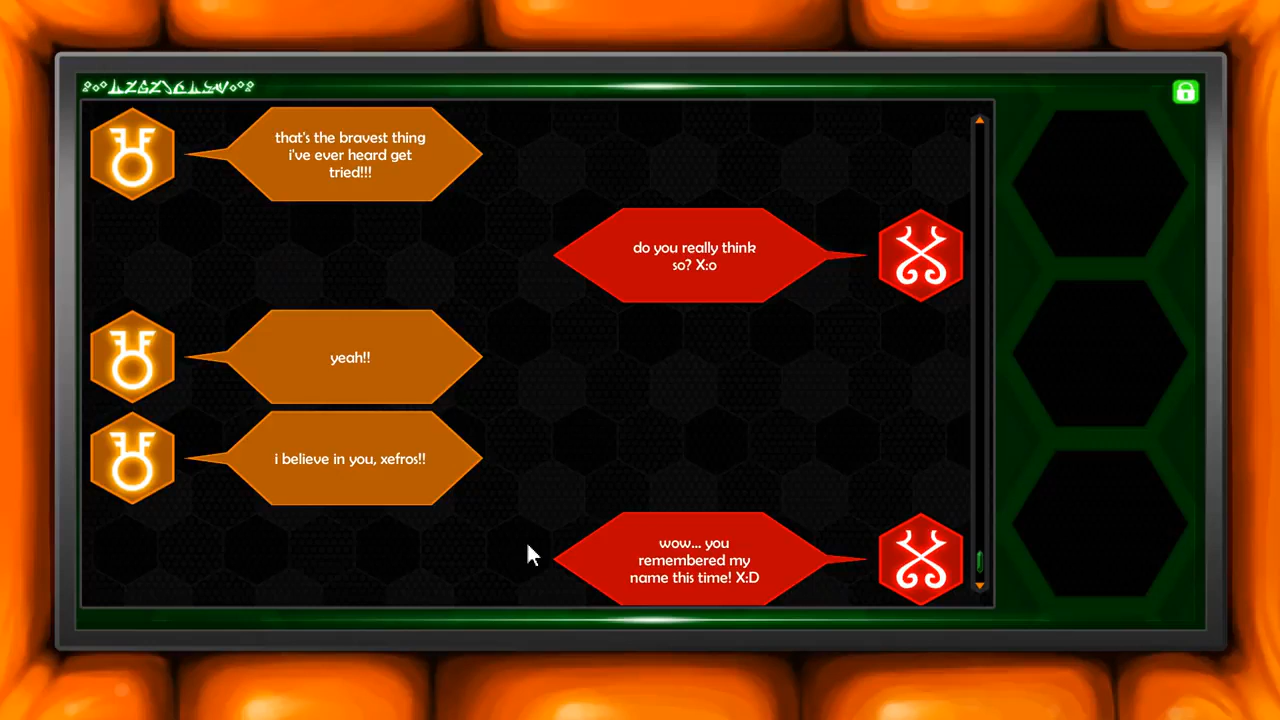 that's the bravest thing
i've ever heard get
tried!!!
do you really think
so? X:o
yeah!!
i believe in you, xefros!!
wow... you
remembered my
name this time! X:D